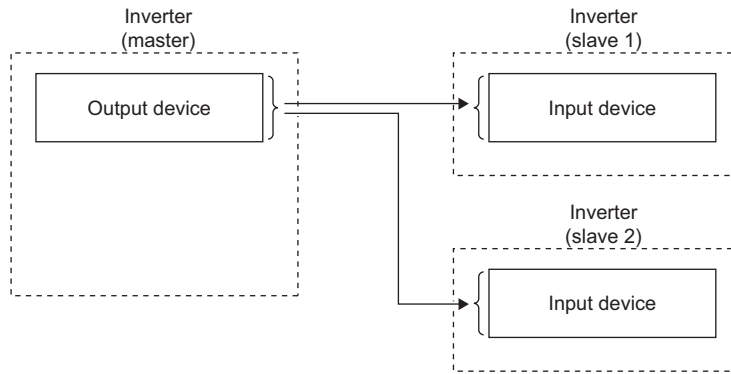 Inverter
(master)
Output device
Inverter
(slave 1)
Input device
Inverter
(slave 2)
Input device